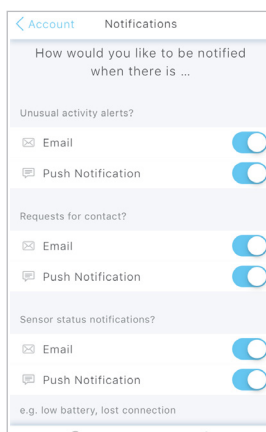 Account Notifications
How would you like to be notified
when there is ...
Unusual activity alerts?
Email
Push Notification
Requests for contact?
Email
Push Notification
Sensor status notifications?
Email
Push Notification
e.g. low battery, lost connection